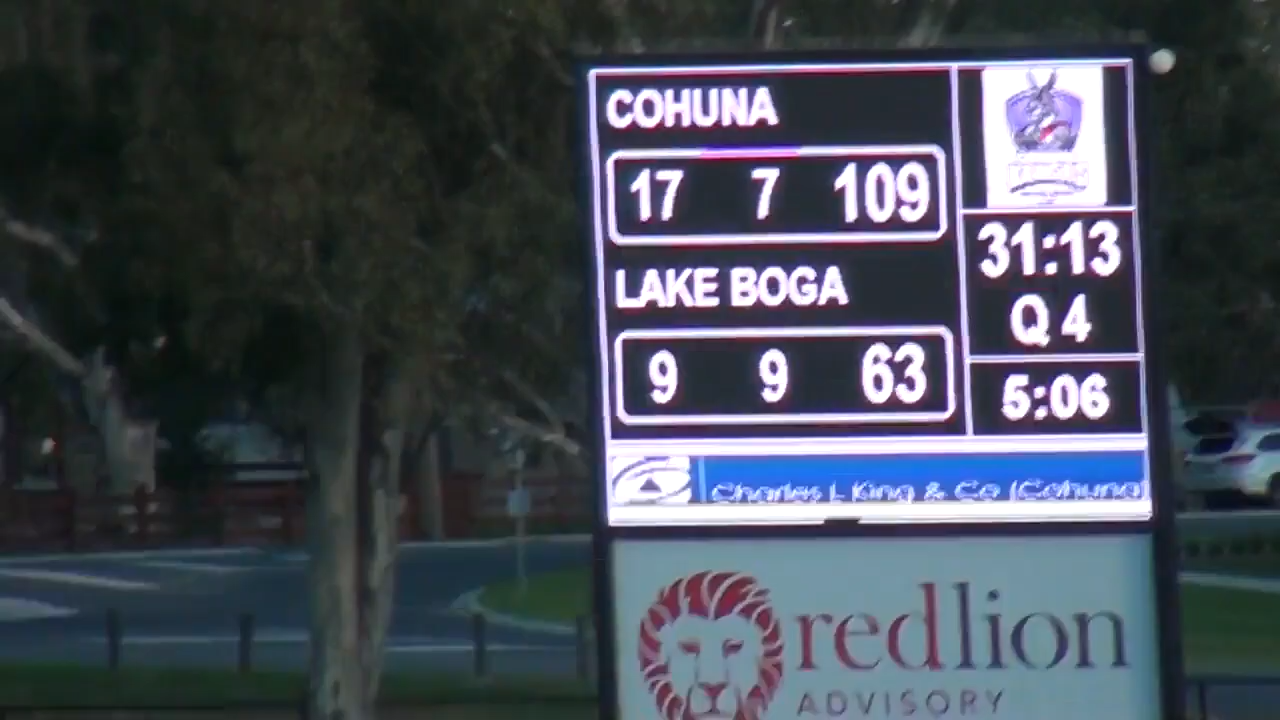 COHUNA
17 7 109
LAKE BOGA
9 9 63
31:13
Q 4
5:06
Charles L King & Co (Cohuna)
redlion
ADVISORY